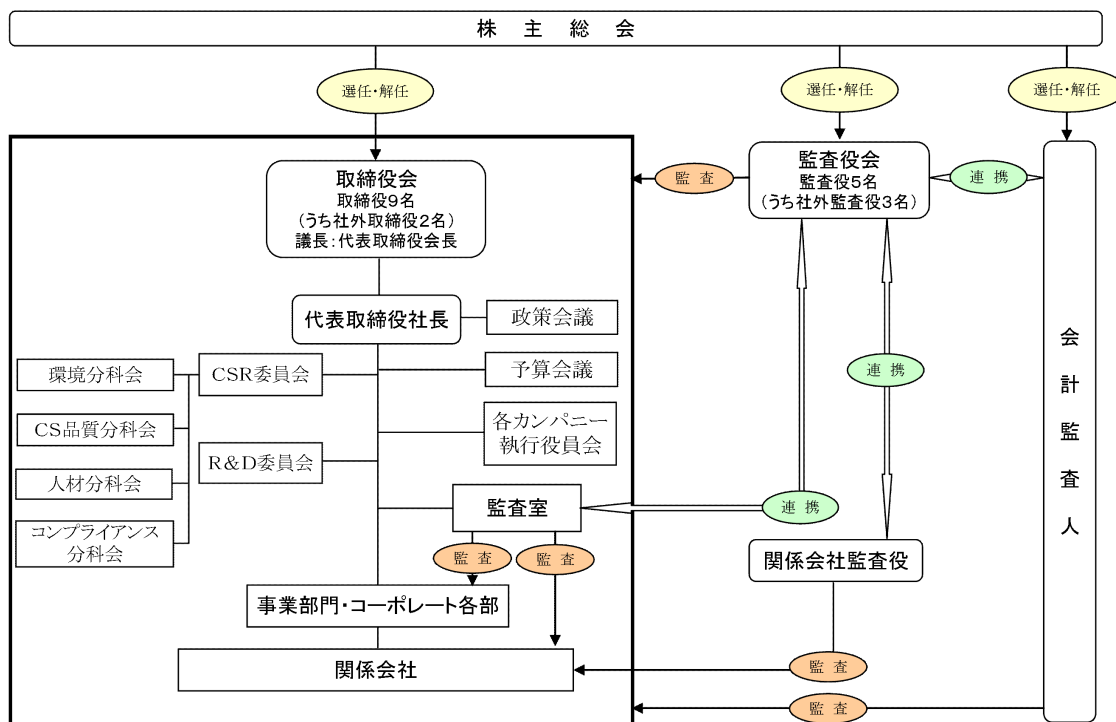 株 主 総 会
選任・解任
選任・解任
選任・解任
取締役会
取締役9名
(うち社外取締役2名)
議長：代表取締役会長
監査
監査役会
監査役5名
(うち社外監査役3名)
連携
代表取締役社長
政策会議
環境分科会
CSR委員会
予算会議
連携
会計監査人
CS品質分科会
各カンパニー
執行役員会
R&D委員会
人材分科会
監査室
連携
コンプライアンス
分科会
監査
監査
関係会社監査役
事業部門・コーポレート各部
関係会社
監査
監査